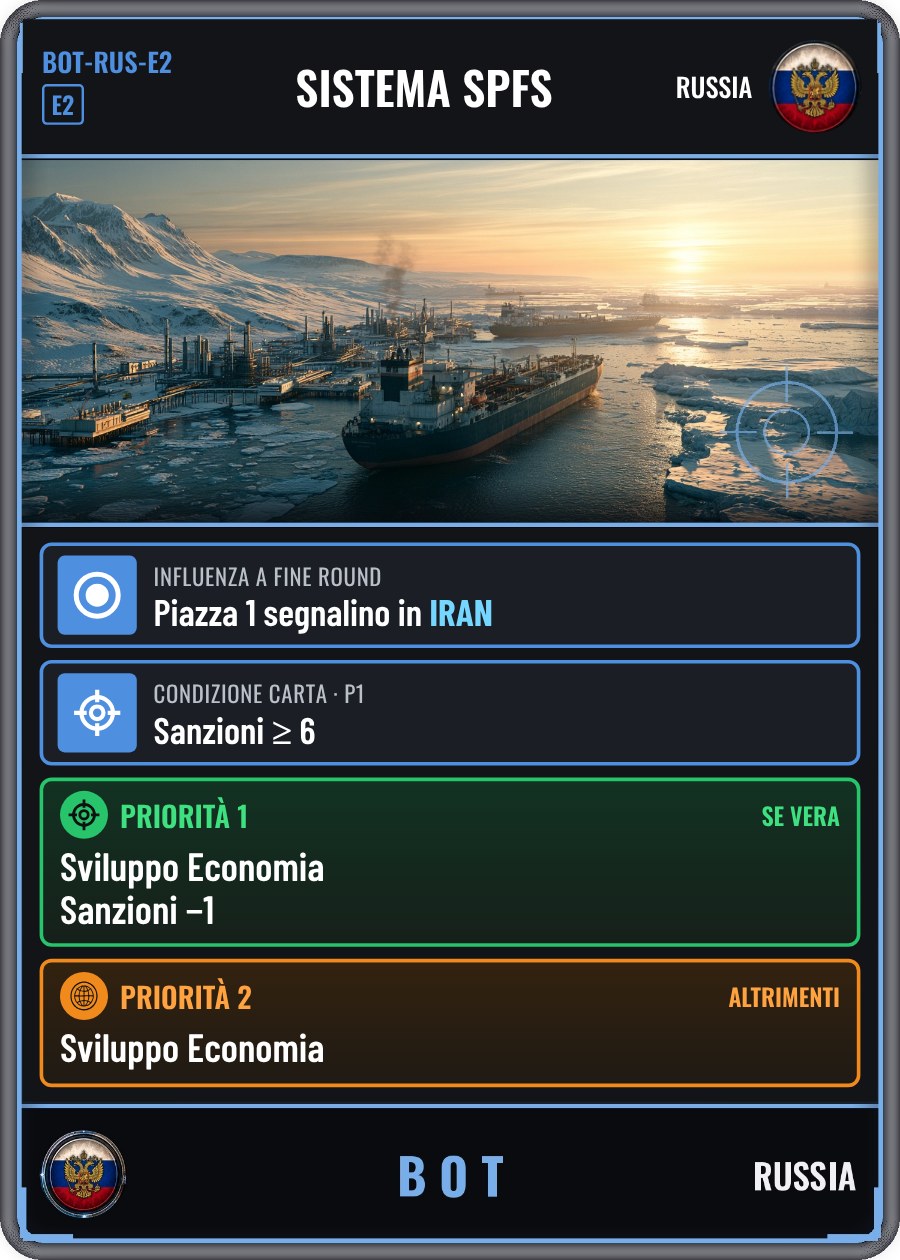 BOT-RUS-E2
E2
SISTEMA SPFS
RUSSIA
INFLUENZA A FINE ROUND
Piazza 1 segnalino in IRAN
CONDIZIONE CARTA · P1
Sanzioni ≥ 6
PRIORITÀ 1
SE VERA
Sviluppo Economia
Sanzioni −1
PRIORITÀ 2
ALTRIMENTI
Sviluppo Economia
BOT
RUSSIA